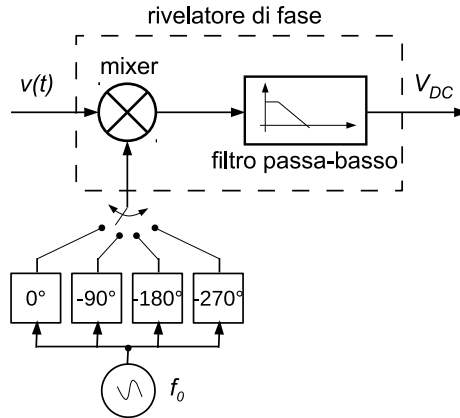 rivelatore di fase
mixer
v(t)
V_DC
filtro passa-basso
0° -90° -180° -270°
f_0